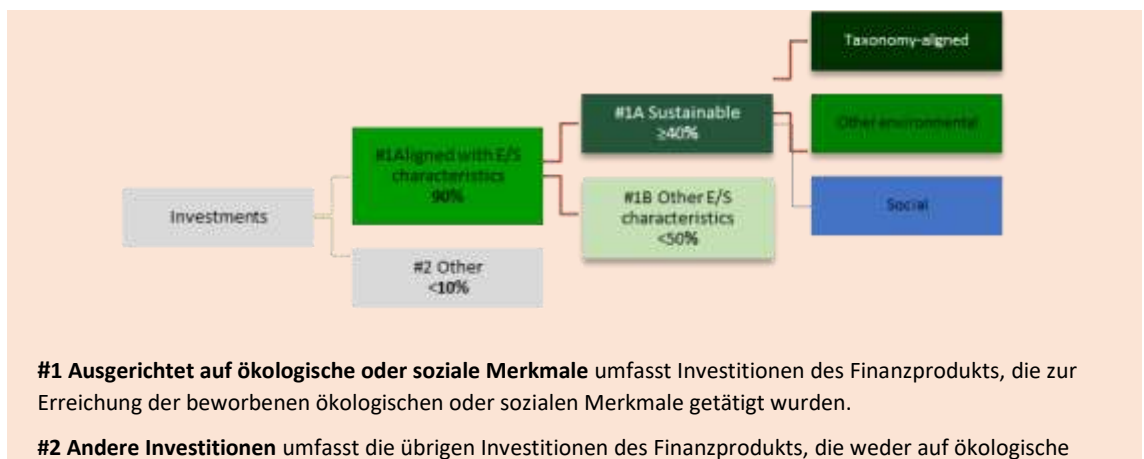 Taxonomy-aligned
#1A Sustainable
≥40%
Other environmental
#1Aligned with E/S
characteristics
90%
Investments
#1B Other E/S
characteristics
<50%
Social
#2 Other
<10%
#1 Ausgerichtet auf ökologische oder soziale Merkmale umfasst Investitionen des Finanzprodukts, die zur
Erreichung der beworbenen ökologischen oder sozialen Merkmale getätigt wurden.
#2 Andere Investitionen umfasst die übrigen Investitionen des Finanzprodukts, die weder auf ökologische